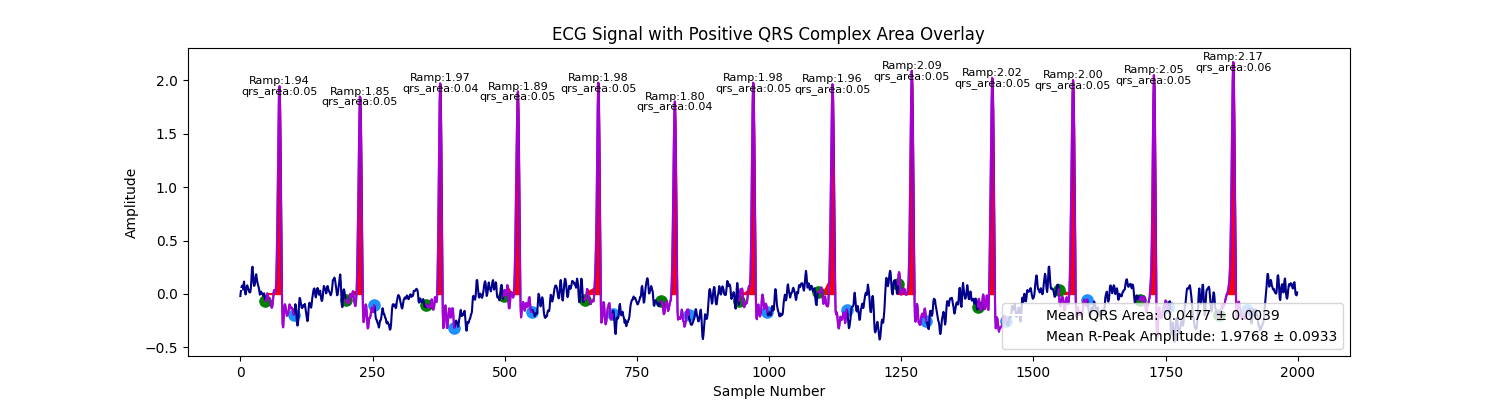 ECG Signal with Positive QRS Complex Area Overlay
Ramp:1.94
qrs_area:0.05
Ramp:1.85
qrs_area:0.05
Ramp:1.97
qrs_area:0.04
Ramp:1.89
qrs_area:0.05
Ramp:1.98
qrs_area:0.05
Ramp:1.80
qrs_area:0.04
Ramp:1.98
qrs_area:0.05
Ramp:1.96
qrs_area:0.05
Ramp:2.09
qrs_area:0.05
Ramp:2.02
qrs_area:0.05
Ramp:2.00
qrs_area:0.05
Ramp:2.05
qrs_area:0.05
Ramp:2.17
qrs_area:0.06
Amplitude
2.0
1.5
1.0
0.5
0.0
−0.5
Mean QRS Area: 0.0477 ± 0.0039
Mean R-Peak Amplitude: 1.9768 ± 0.0933
0 250 500 750 1000 1250 1500 1750 2000
Sample Number